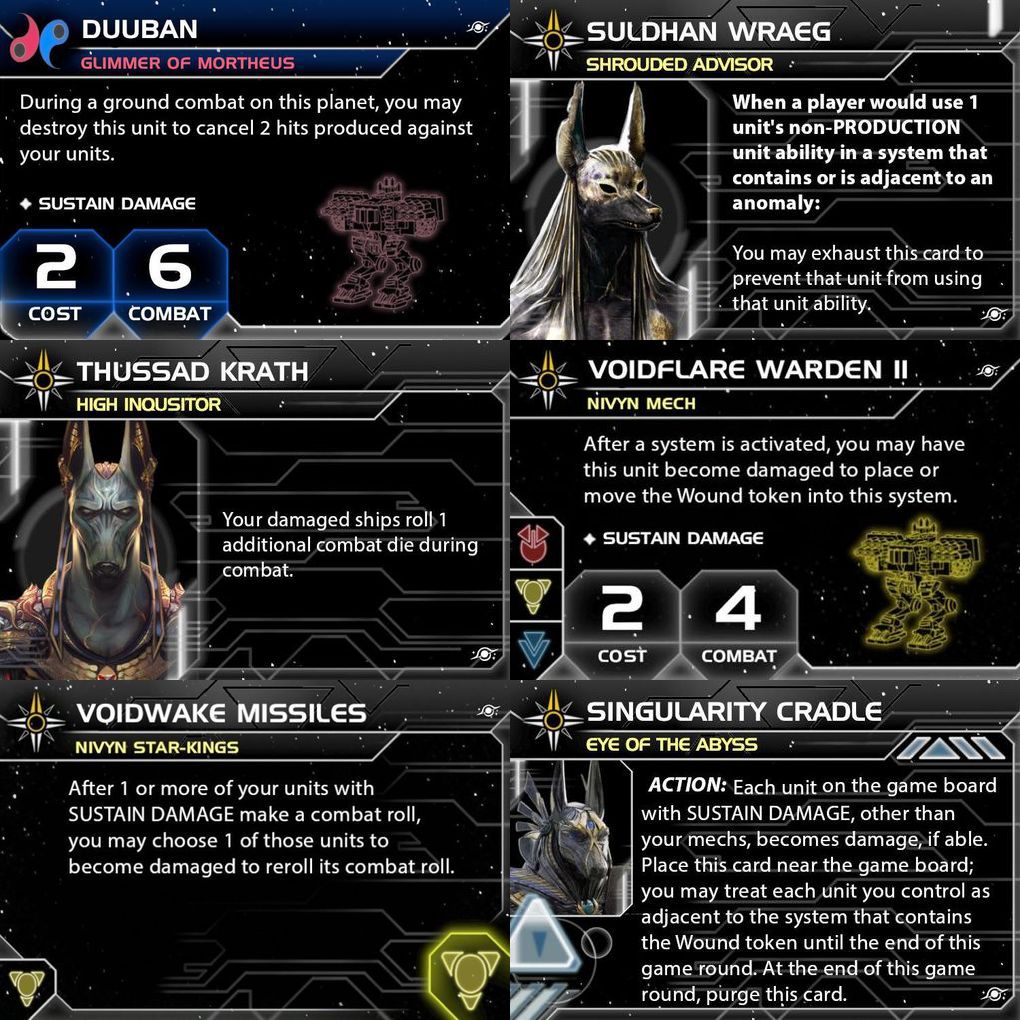 DUUBAN
GLIMMER OF MORTHEUS
During a ground combat on this planet, you may
destroy this unit to cancel 2 hits produced against
your units.
SUSTAIN DAMAGE
2
COST
6
COMBAT
SULDHAN WRAEG
SHROUDED ADVISOR
When a player would use 1
unit's non-PRODUCTION
unit ability in a system that
contains or is adjacent to an
anomaly:
You may exhaust this card to
prevent that unit from using
that unit ability.
THUSSAD KRATH
HIGH INQUSITOR
Your damaged ships roll 1
additional combat die during
combat.
VOIDFLARE WARDEN II
NIVYN MECH
After a system is activated, you may have
this unit become damaged to place or
move the Wound token into this system.
SUSTAIN DAMAGE
2
COST
4
COMBAT
VOIDWAKE MISSILES
NIVYN STAR-KINGS
After 1 or more of your units with
SUSTAIN DAMAGE make a combat roll,
you may choose 1 of those units to
become damaged to reroll its combat roll.
SINGULARITY CRADLE
EYE OF THE ABYSS
ACTION: Each unit on the game board
with SUSTAIN DAMAGE, other than
your mechs, becomes damage, if able.
Place this card near the game board;
you may treat each unit you control as
adjacent to the system that contains
the Wound token until the end of this
game round. At the end of this game
round, purge this card.